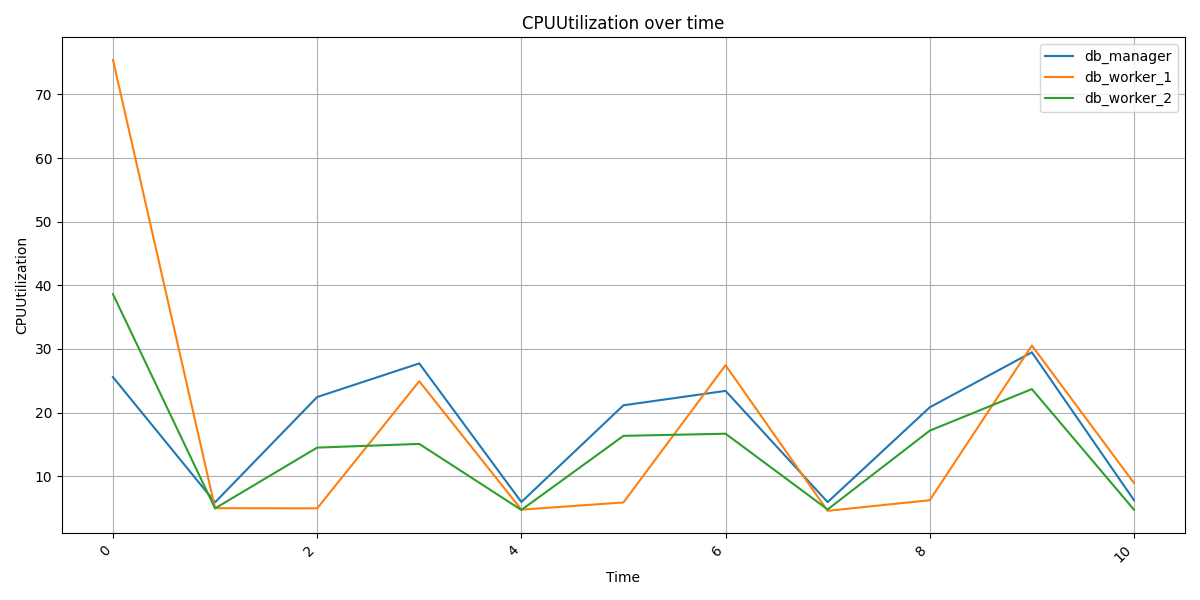 CPUUtilization over time
db_manager
db_worker_1
db_worker_2
CPUUtilization
70
60
50
40
30
20
10
0
2
4
6
8
10
Time